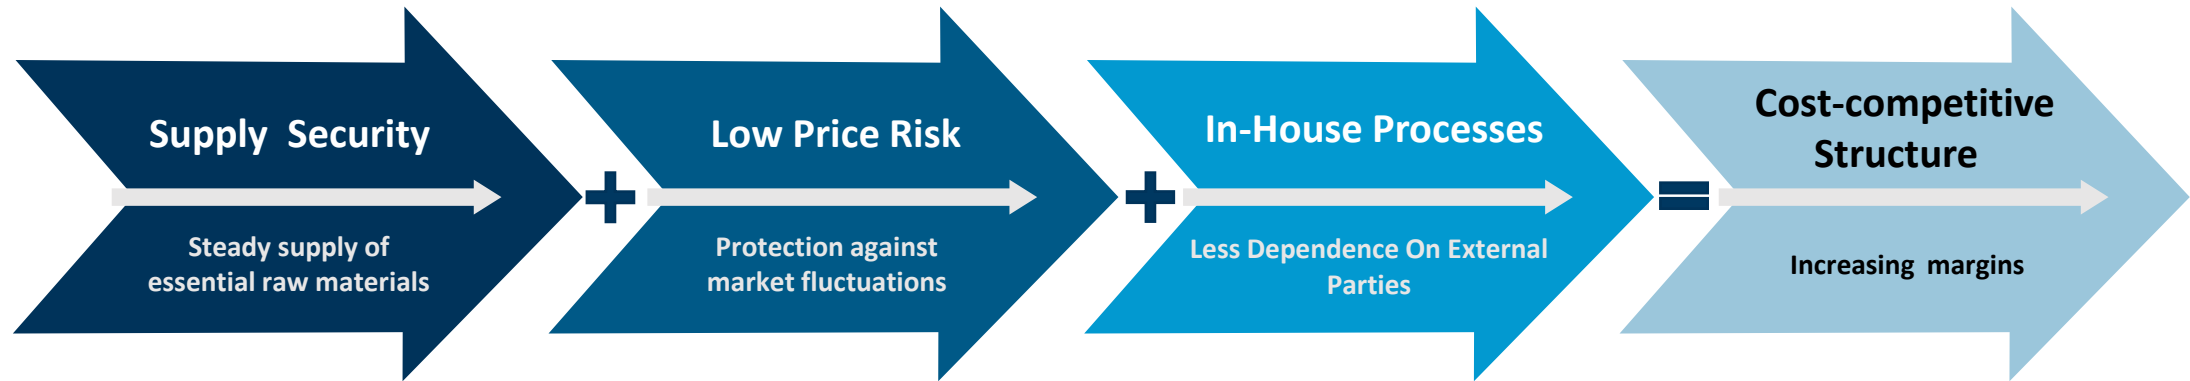 Supply Security
Steady supply of
essential raw materials
+
Low Price Risk
Protection against
market fluctuations
+
In-House Processes
Less Dependence On External
Parties
=
Cost-competitive
Structure
Increasing margins